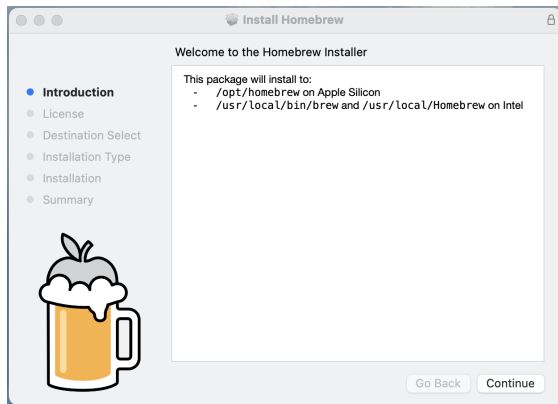 Install Homebrew
Welcome to the Homebrew Installer
Introduction
License
Destination Select
Installation Type
Installation
Summary
This package will install to:
- /opt/homebrew on Apple Silicon
- /usr/local/bin/brew and /usr/local/Homebrew on Intel
Go Back
Continue